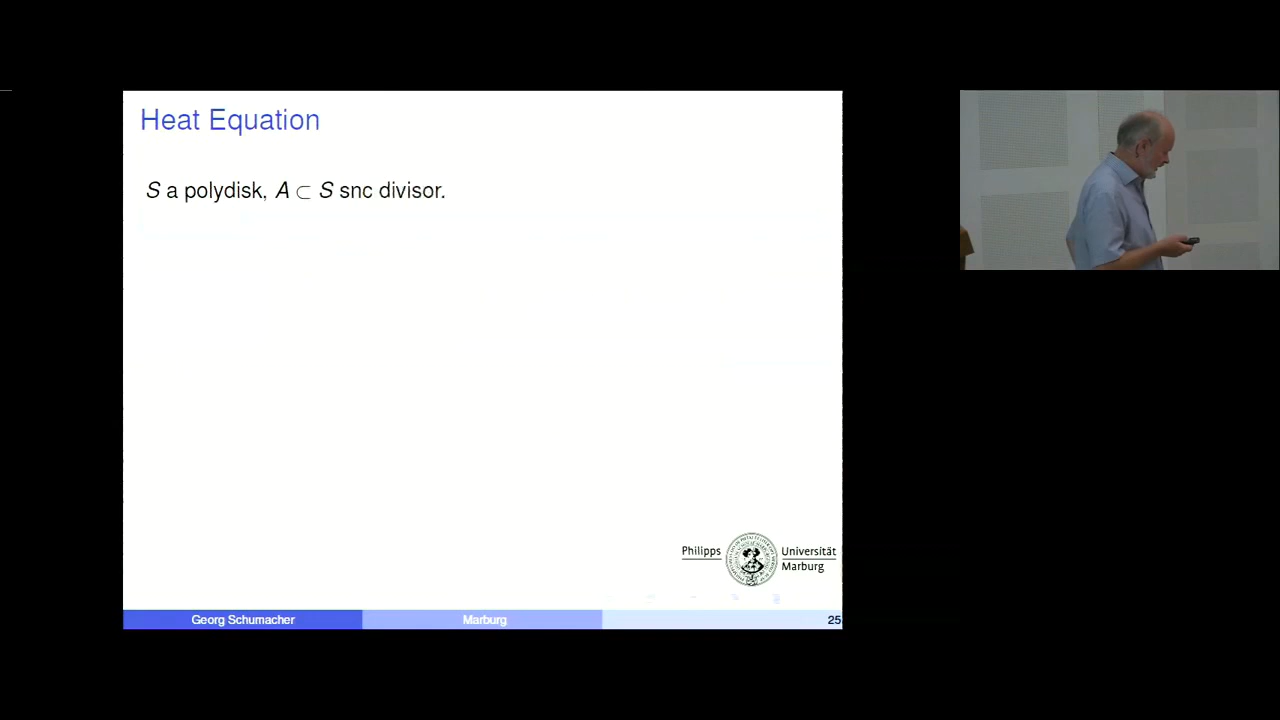 Heat Equation
S a polydisk, A ⊂ S snc divisor.
Philipps Universität
Marburg
Georg Schumacher Marburg 25